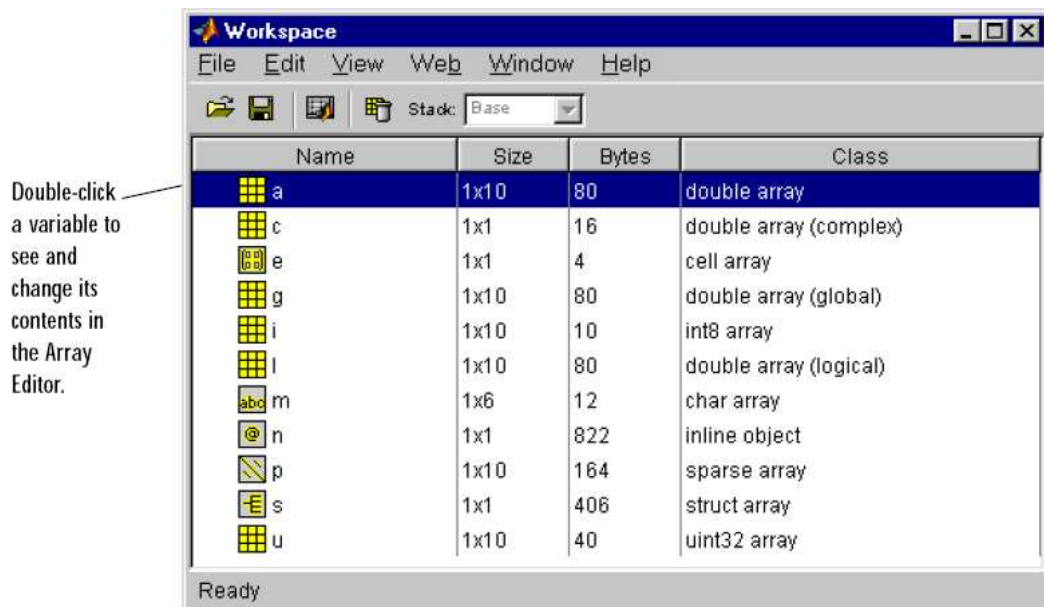 Workspace
File Edit View Web Window Help
Stack: Base
Name Size Bytes Class
a 1x10 80 double array
c 1x1 16 double array (complex)
e 1x1 4 cell array
g 1x10 80 double array (global)
i 1x10 10 int8 array
l 1x10 80 double array (logical)
abc m 1x6 12 char array
@ n 1x1 822 inline object
p 1x10 164 sparse array
s 1x1 406 struct array
u 1x10 40 uint32 array
Ready
Double-click
a variable to
see and
change its
contents in
the Array
Editor.